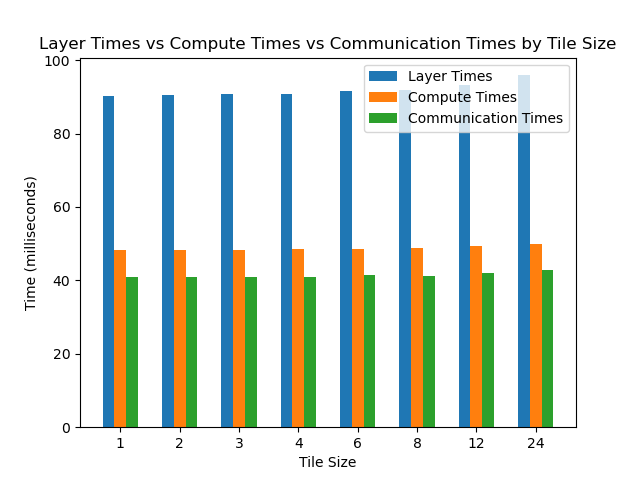 Layer Times vs Compute Times vs Communication Times by Tile Size
Layer Times
Compute Times
Communication Times
Time (milliseconds)
100
80
60
40
20
0
1 2 3 4 6 8 12 24
Tile Size